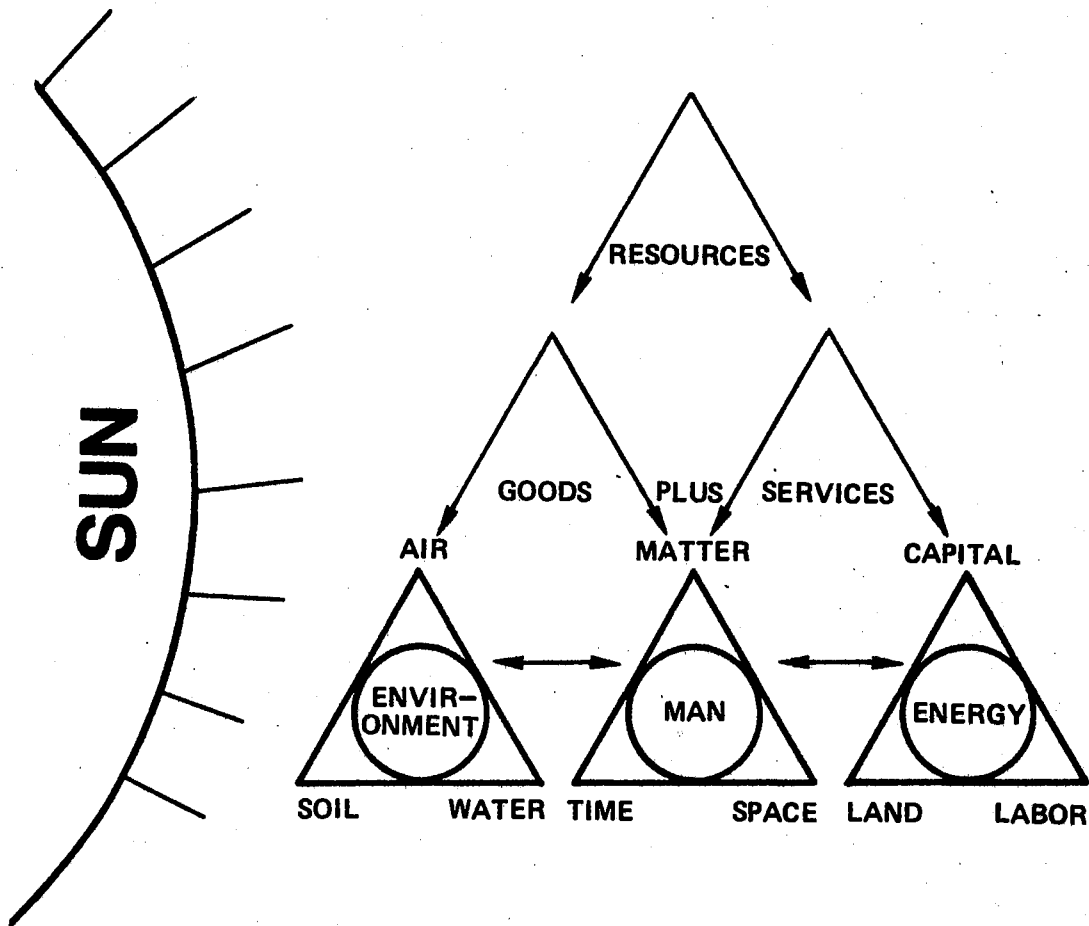 SUN
RESOURCES
GOODS PLUS SERVICES
AIR MATTER CAPITAL
ENVIR-
ONMENT
MAN
ENERGY
SOIL WATER TIME SPACE LAND LABOR